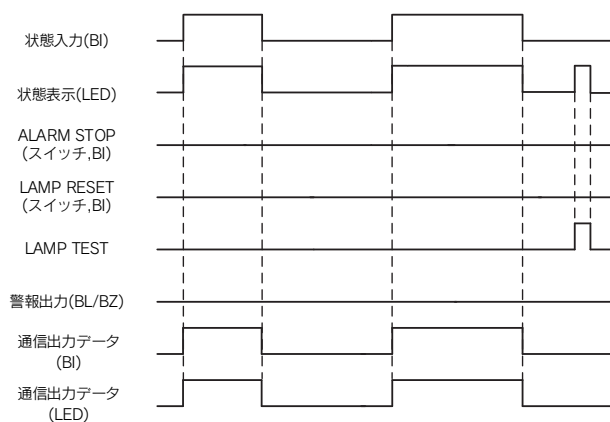 状態入力(BI)
状態表示(LED)
ALARM STOP
(スイッチ,BI)
LAMP RESET
(スイッチ,BI)
LAMP TEST
警報出力(BL/BZ)
通信出力データ
(BI)
通信出力データ
(LED)